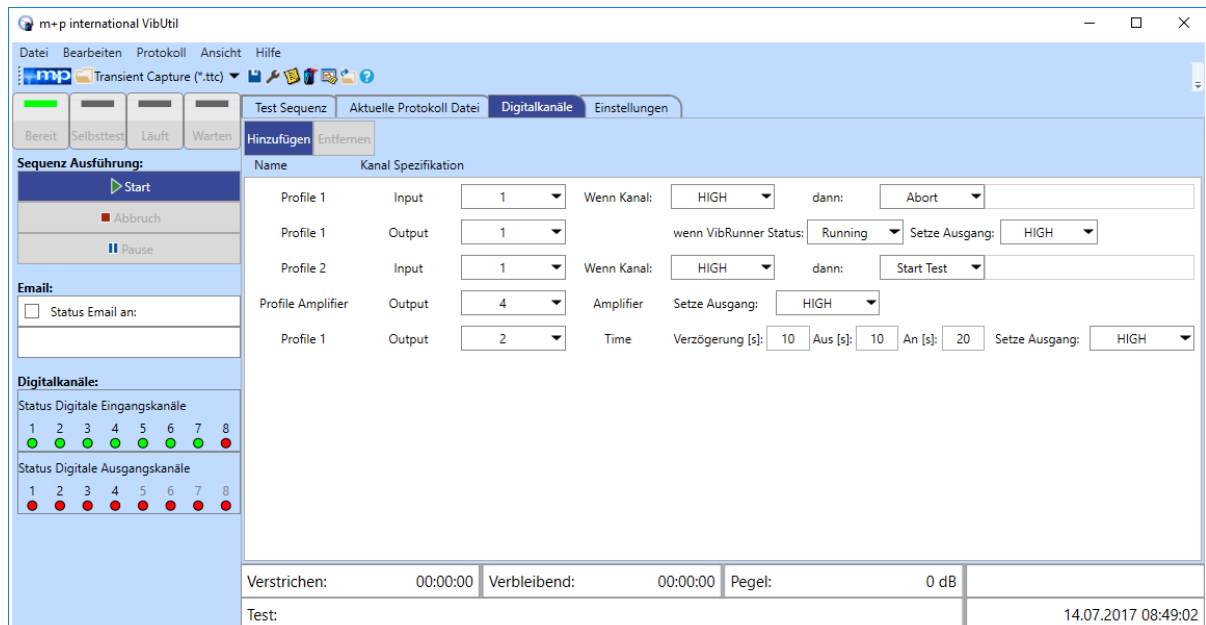 m+p international VibUtil
Datei Bearbeiten Protokoll Ansicht Hilfe
mp Transient Capture (*.ttc)
Bereit Selbsttest Läuft Warten
Test Sequenz Aktuelle Protokoll Datei Digitalkanäle Einstellungen
Hinzufügen Entfernen
Name Kanal Spezifikation
Sequenz Ausführung:
Start
Abbruch
Pause
Email:
Status Email an:
Digitalkanäle:
Status Digitale Eingangskanäle
1 2 3 4 5 6 7 8
Status Digitale Ausgangskanäle
1 2 3 4 5 6 7 8
Profile 1 Input 1 Wenn Kanal: HIGH dann: Abort
Profile 1 Output 1 wenn VibRunner Status: Running Setze Ausgang: HIGH
Profile 2 Input 1 Wenn Kanal: HIGH dann: Start Test
Profile Amplifier Output 4 Amplifier Setze Ausgang: HIGH
Profile 1 Output 2 Time Verzögerung [s]: 10 Aus [s]: 10 An [s]: 20 Setze Ausgang: HIGH
Verstrichen: 00:00:00 Verbleibend: 00:00:00 Pegel: 0 dB
Test: 14.07.2017 08:49:02